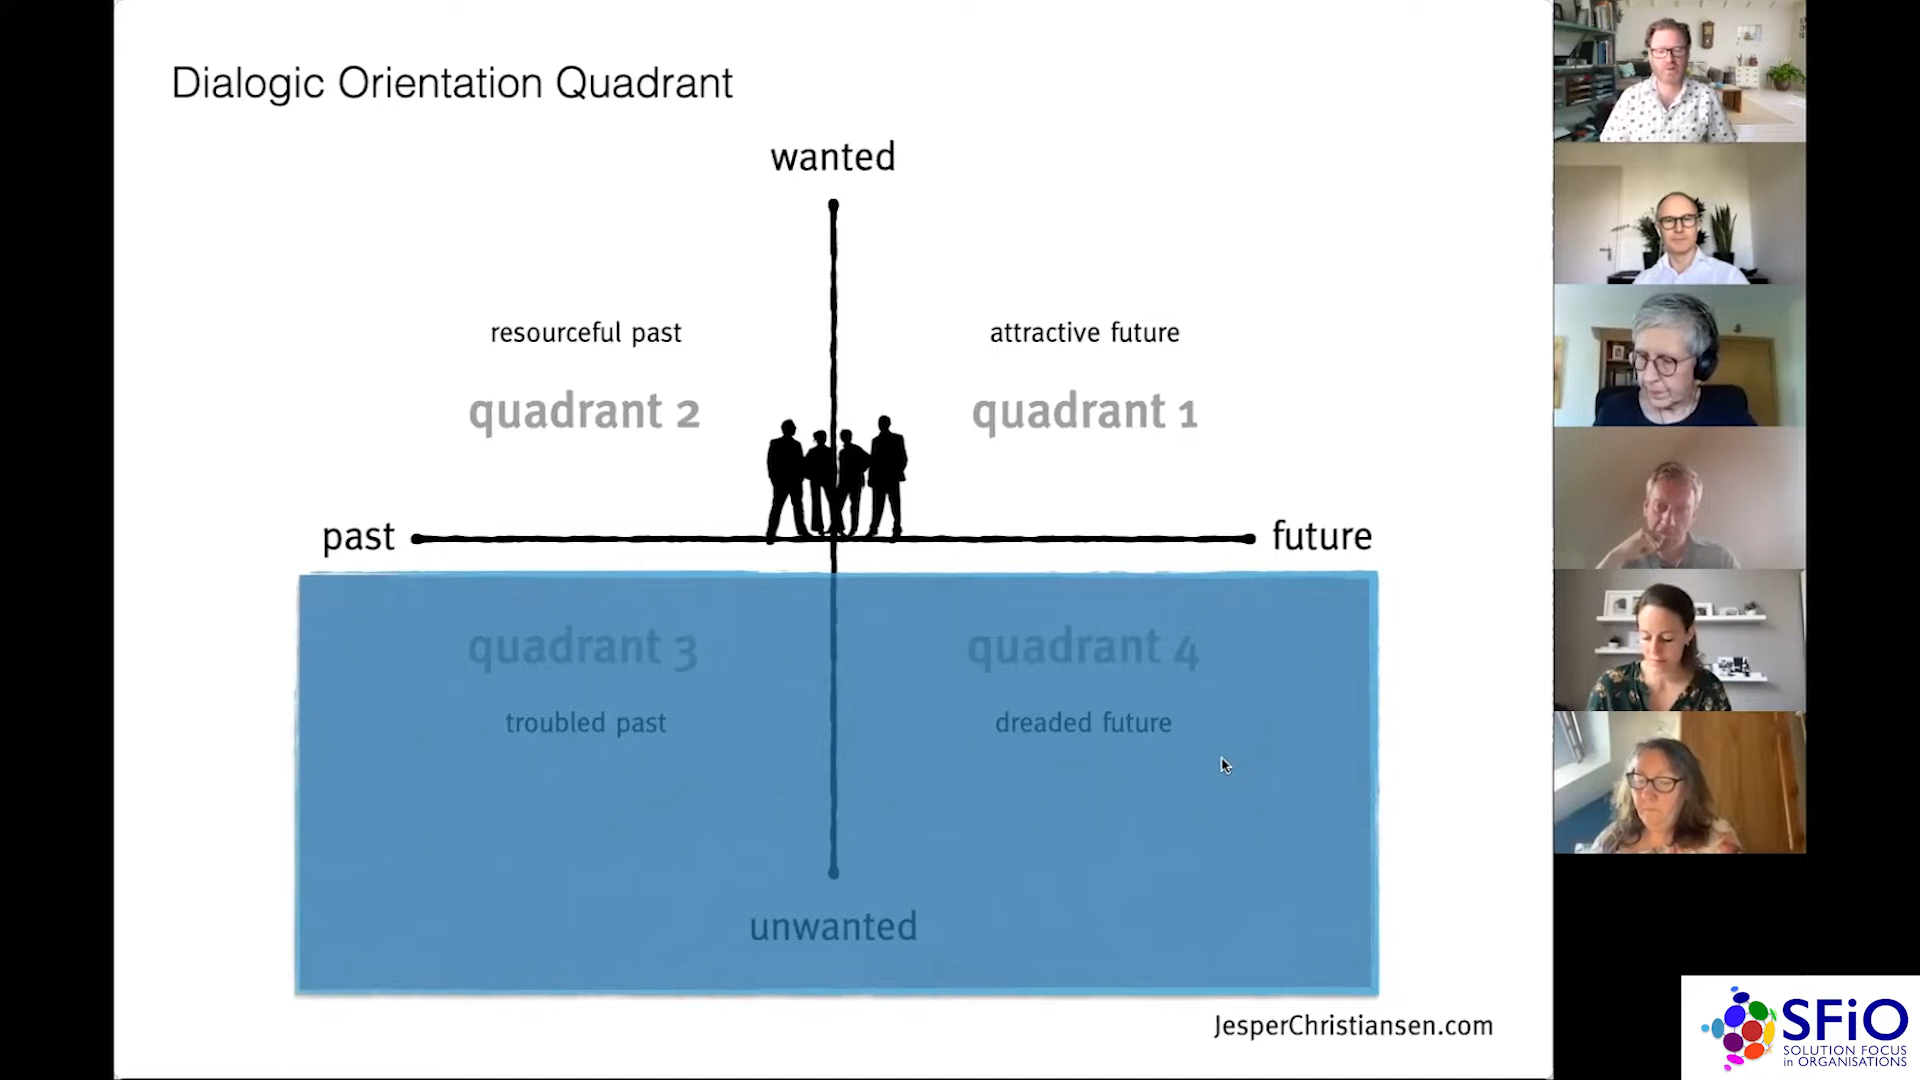 Dialogic Orientation Quadrant
wanted
resourceful past
attractive future
quadrant 2
quadrant 1
past
future
quadrant 3
quadrant 4
troubled past
dreaded future
unwanted
JesperChristiansen.com
SFiO
SOLUTION FOCUS
in ORGANISATIONS